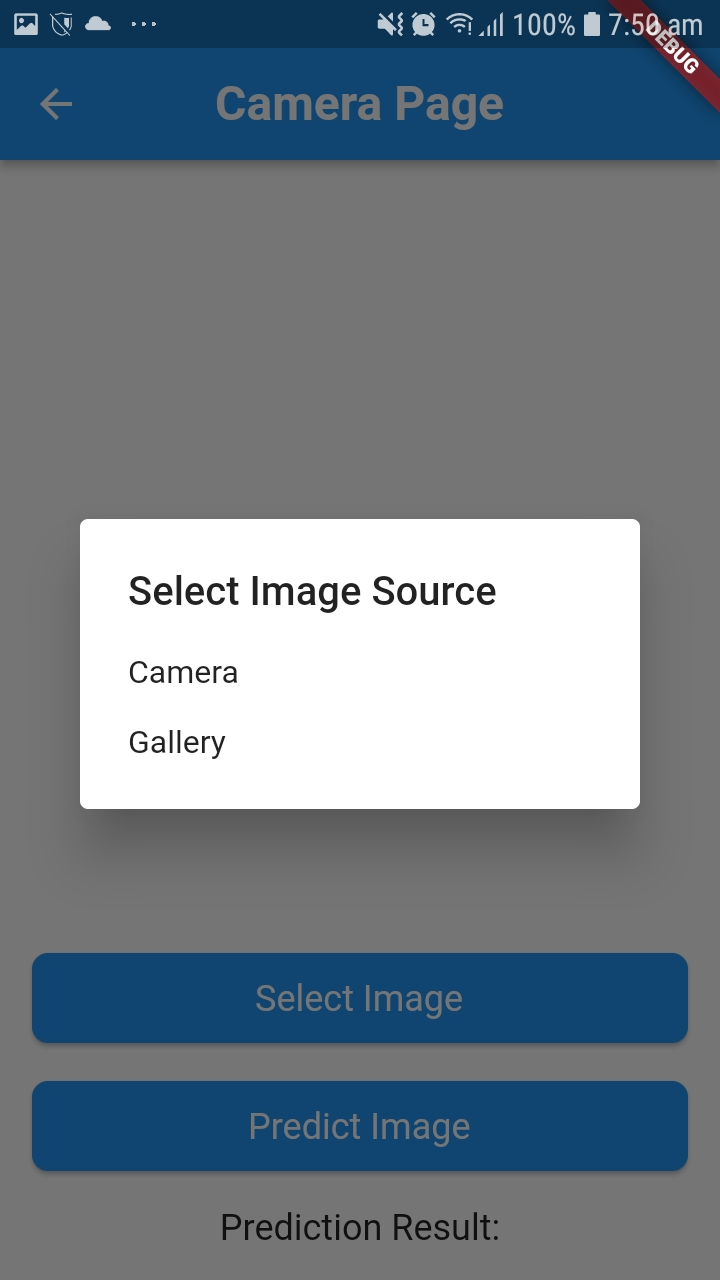 100% 7:50 am
DEBUG
Camera Page
Select Image Source
Camera
Gallery
Select Image
Predict Image
Prediction Result: